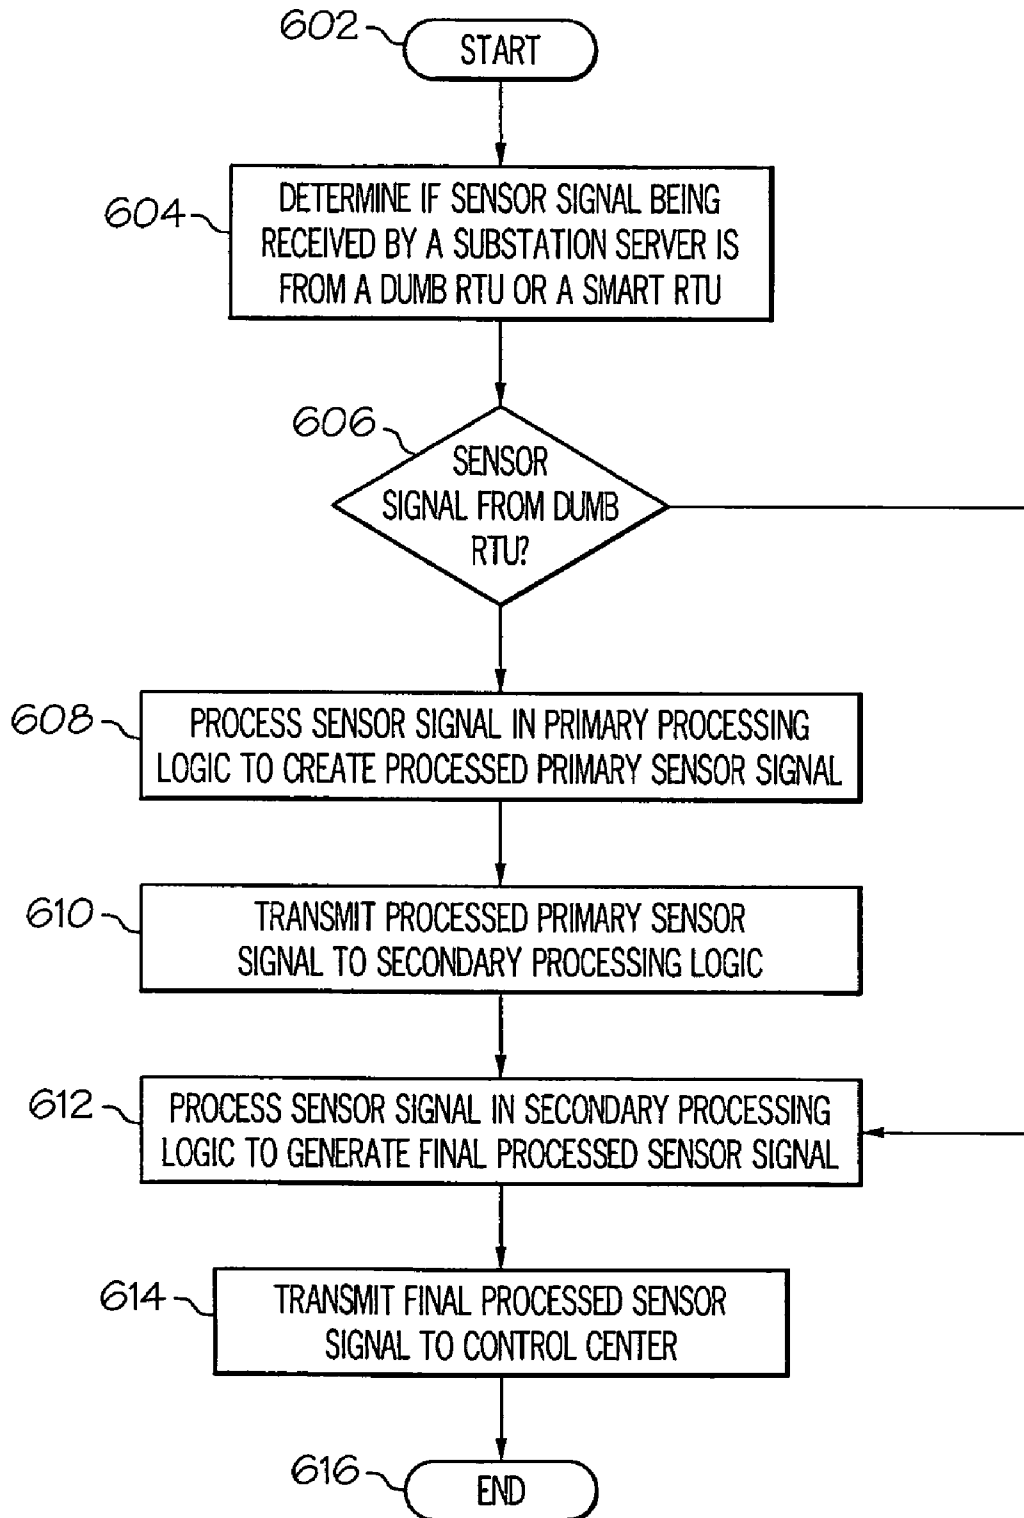 602
START
604
DETERMINE IF SENSOR SIGNAL BEING
RECEIVED BY A SUBSTATION SERVER IS
FROM A DUMB RTU OR A SMART RTU
606
SENSOR
SIGNAL FROM DUMB
RTU?
608
PROCESS SENSOR SIGNAL IN PRIMARY PROCESSING
LOGIC TO CREATE PROCESSED PRIMARY SENSOR SIGNAL
610
TRANSMIT PROCESSED PRIMARY SENSOR
SIGNAL TO SECONDARY PROCESSING LOGIC
612
PROCESS SENSOR SIGNAL IN SECONDARY PROCESSING
LOGIC TO GENERATE FINAL PROCESSED SENSOR SIGNAL
614
TRANSMIT FINAL PROCESSED SENSOR
SIGNAL TO CONTROL CENTER
616
END